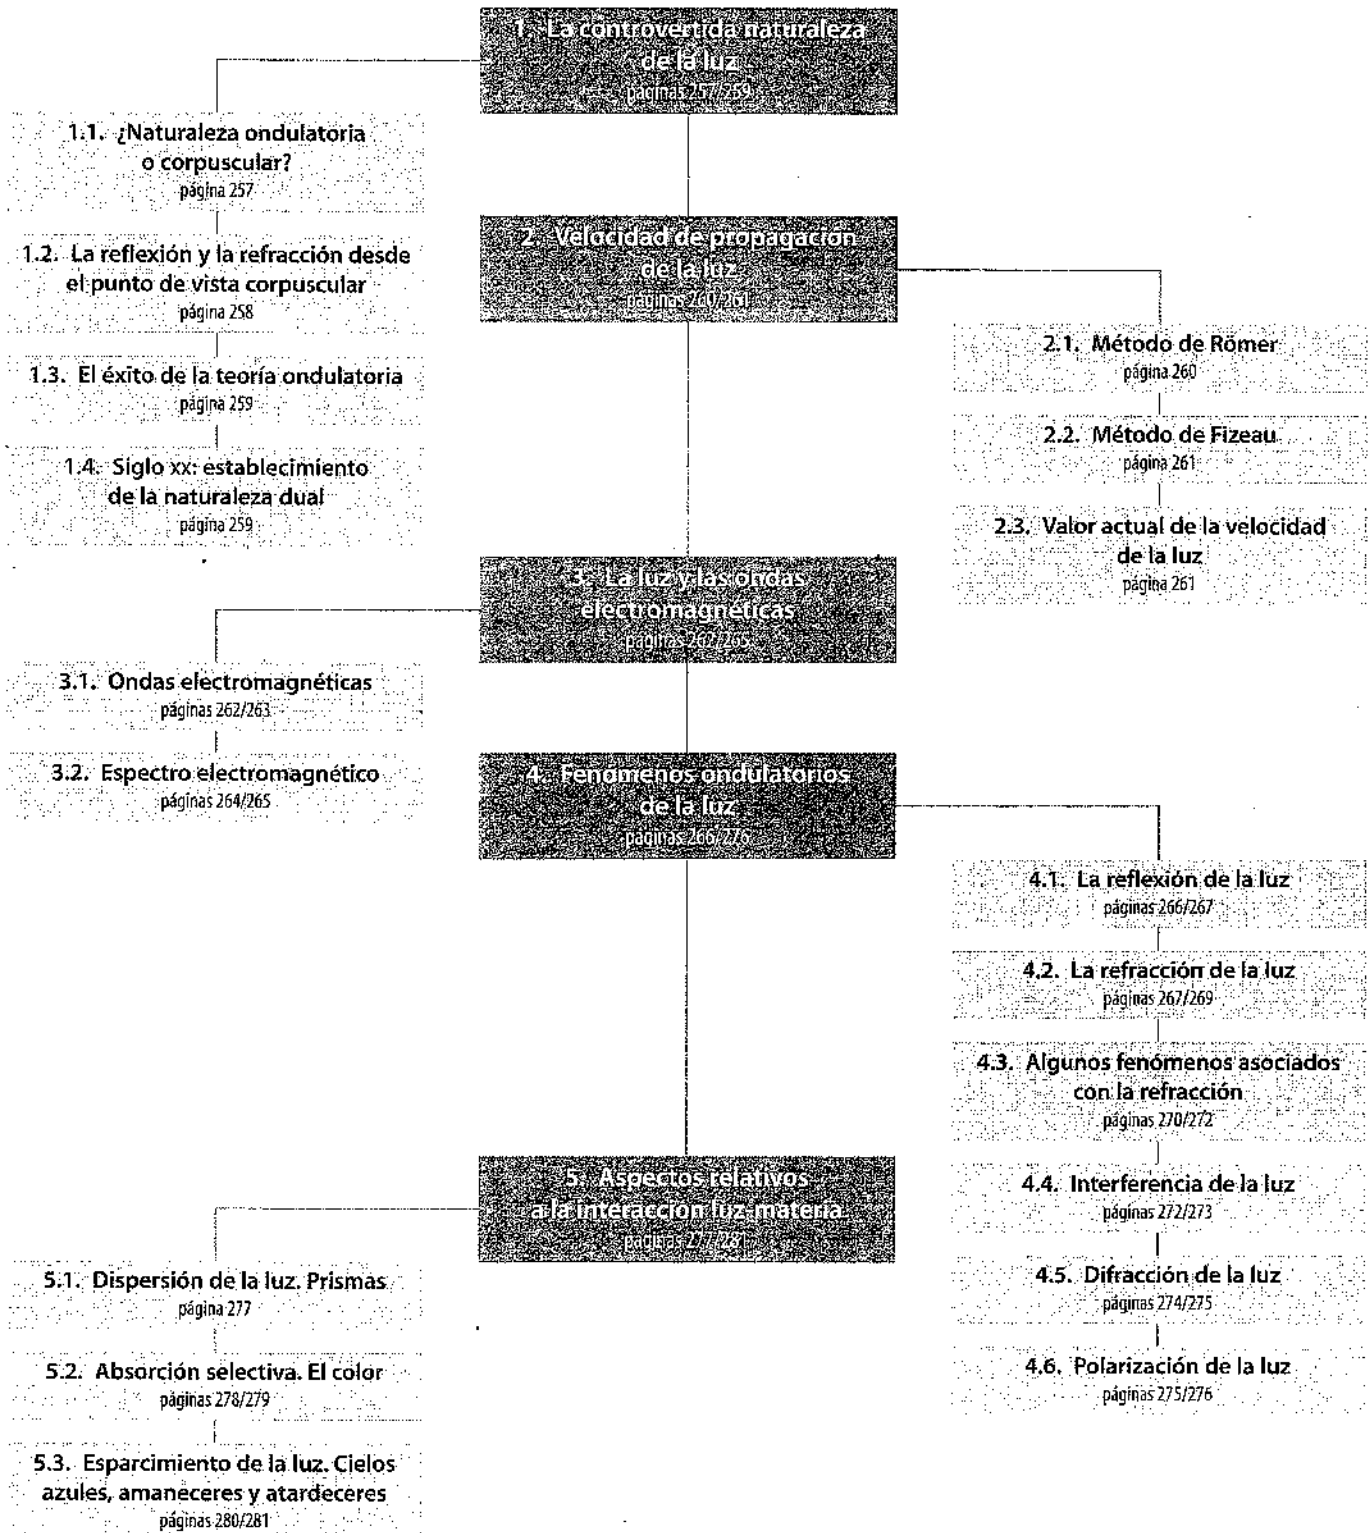 1. La controvertida naturaleza
de la luz
páginas 257/259
1.1. ¿Naturaleza ondulatoria
o corpuscular?
página 257
1.2. La reflexión y la refracción desde
el punto de vista corpuscular
página 258
1.3. El éxito de la teoría ondulatoria
página 259
1.4. Siglo xx: establecimiento
de la naturaleza dual
página 259
2. Velocidad de propagación
de la luz
páginas 260/261
2.1. Método de Römer
página 260
2.2. Método de Fizeau
página 261
2.3. Valor actual de la velocidad
de la luz
página 261
3. La luz y las ondas
electromagnéticas
páginas 262/265
3.1. Ondas electromagnéticas
páginas 262/263
3.2. Espectro electromagnético
páginas 264/265
4. Fenómenos ondulatorios
de la luz
páginas 266/276
4.1. La reflexión de la luz
páginas 266/267
4.2. La refracción de la luz
páginas 267/269
4.3. Algunos fenómenos asociados
con la refracción
páginas 270/272
4.4. Interferencia de la luz
páginas 272/273
4.5. Difracción de la luz
páginas 274/275
4.6. Polarización de la luz
páginas 275/276
5. Aspectos relativos
a la interacción luz-materia
páginas 277/281
5.1. Dispersión de la luz. Prismas
página 277
5.2. Absorción selectiva. El color
páginas 278/279
5.3. Esparcimiento de la luz. Cielos
azules, amaneceres y atardeceres
páginas 280/281